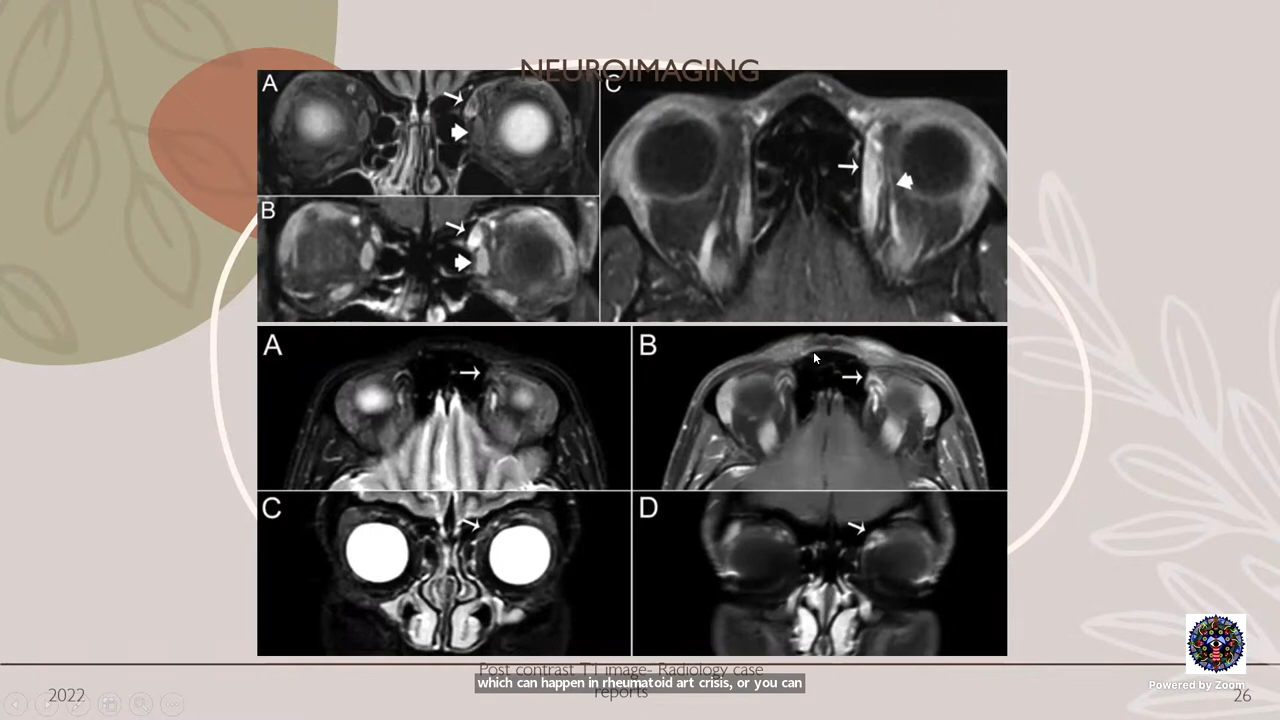 NEUROIMAGING
A
C
B
A
B
C
D
Post contrast T1 image- Radiology case
reports
which can happen in rheumatoid art crisis, or you can
2022
Powered by Zoom
26